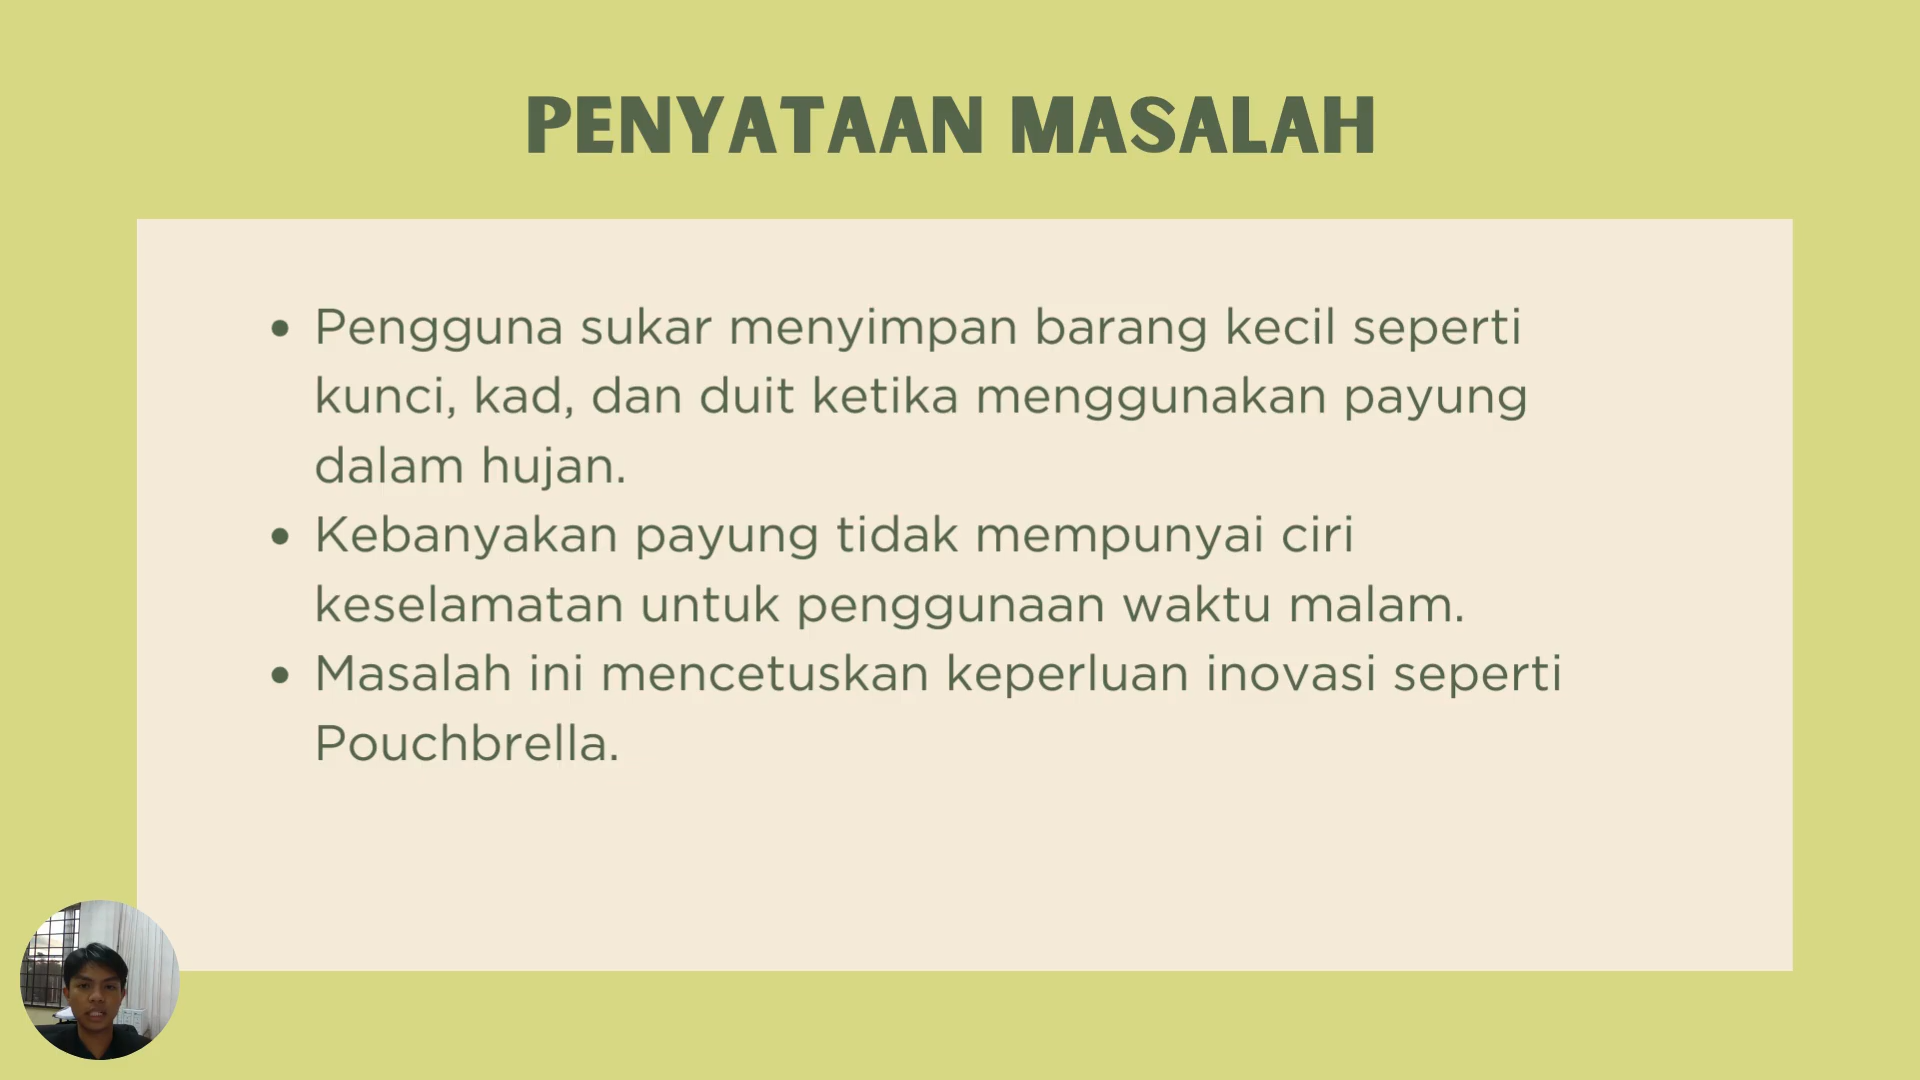 PENYATAAN MASALAH
• Pengguna sukar menyimpan barang kecil seperti
kunci, kad, dan duit ketika menggunakan payung
dalam hujan.
• Kebanyakan payung tidak mempunyai ciri
keselamatan untuk penggunaan waktu malam.
• Masalah ini mencetuskan keperluan inovasi seperti
Pouchbrella.